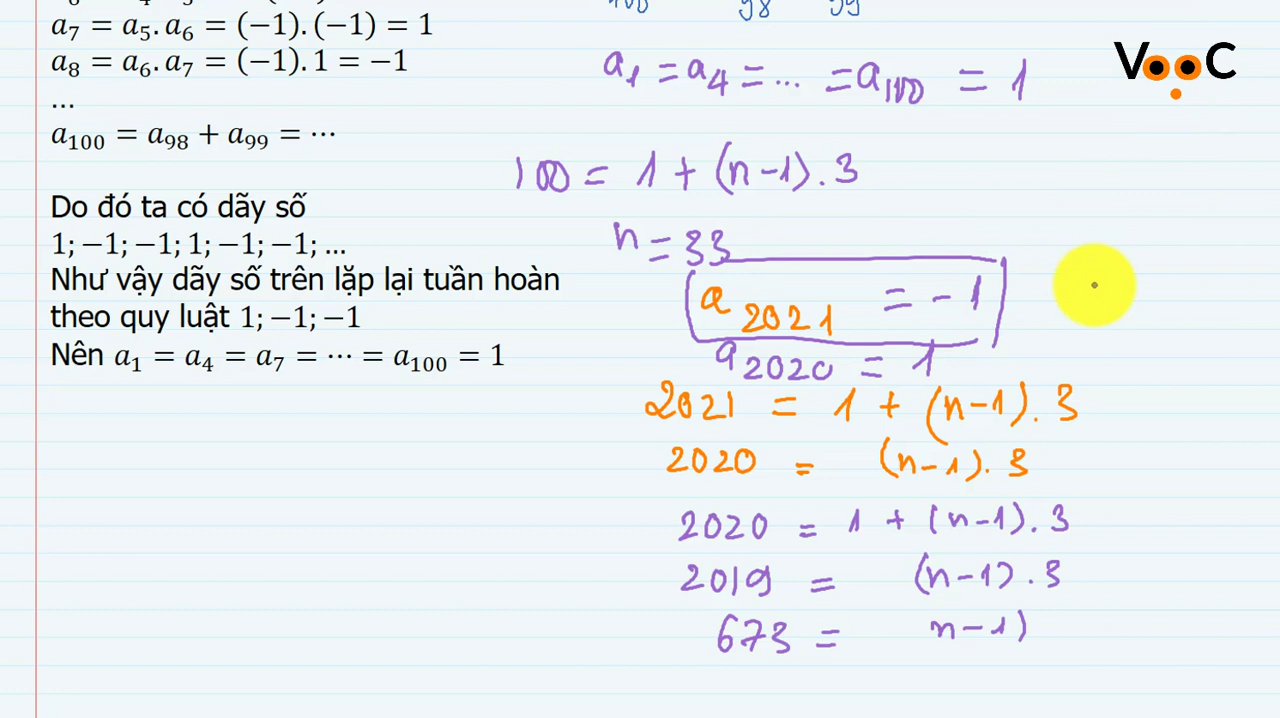 a₇ = a₅. a₆ = (−1). (−1) = 1
a₈ = a₆. a₇ = (−1). 1 = −1
...
a₁₀₀ = a₉₈ + a₉₉ = ⋯
Do đó ta có dãy số
1; −1; −1; 1; −1; −1; ...
Như vậy dãy số trên lặp lại tuần hoàn
theo quy luật 1; −1; −1
Nên a₁ = a₄ = a₇ = ⋯ = a₁₀₀ = 1
100 98 99
a₁ = a₄ = ... = a₁₀₀ = 1
100 = 1 + (n − 1). 3
n = 33
a₂₀₂₁ = − 1
a₂₀₂₀ = 1
2021 = 1 + (n − 1). 3
2020 = (n − 1). 3
2020 = 1 + (n − 1). 3
2019 = (n − 1). 3
673 = n − 1)
VooC